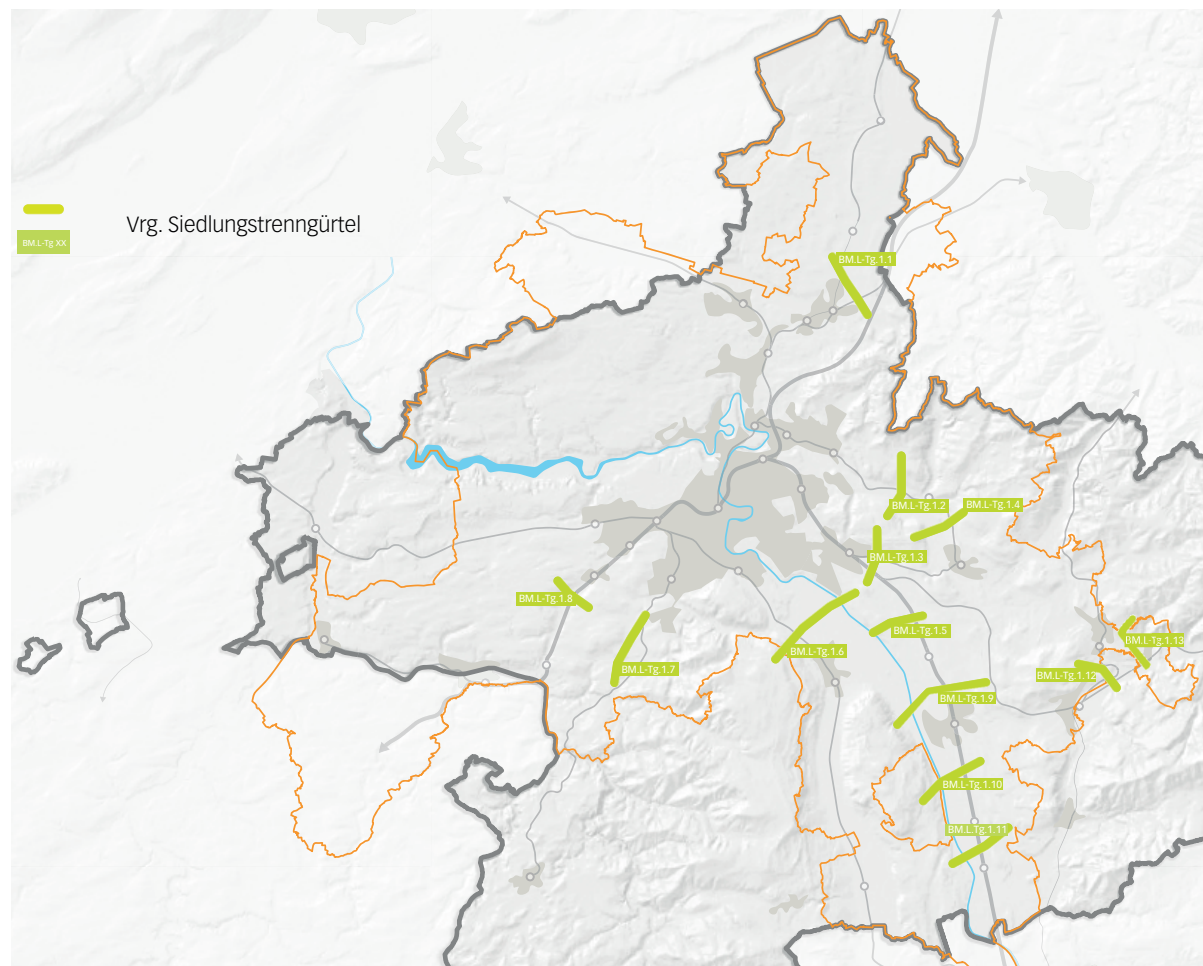 Vrg. Siedlungstrenngürtel
BM.L-Tg XX
BM.L-Tg.1.1
BM.L-Tg.1.2
BM.L-Tg.1.4
BM.L-Tg.1.3
BM.L-Tg.1.8
BM.L-Tg.1.5
BM.L-Tg.1.6
BM.L-Tg.1.13
BM.L-Tg.1.7
BM.L-Tg.1.12
BM.L-Tg.1.9
BM.L-Tg.1.10
BM.L.Tg.1.11